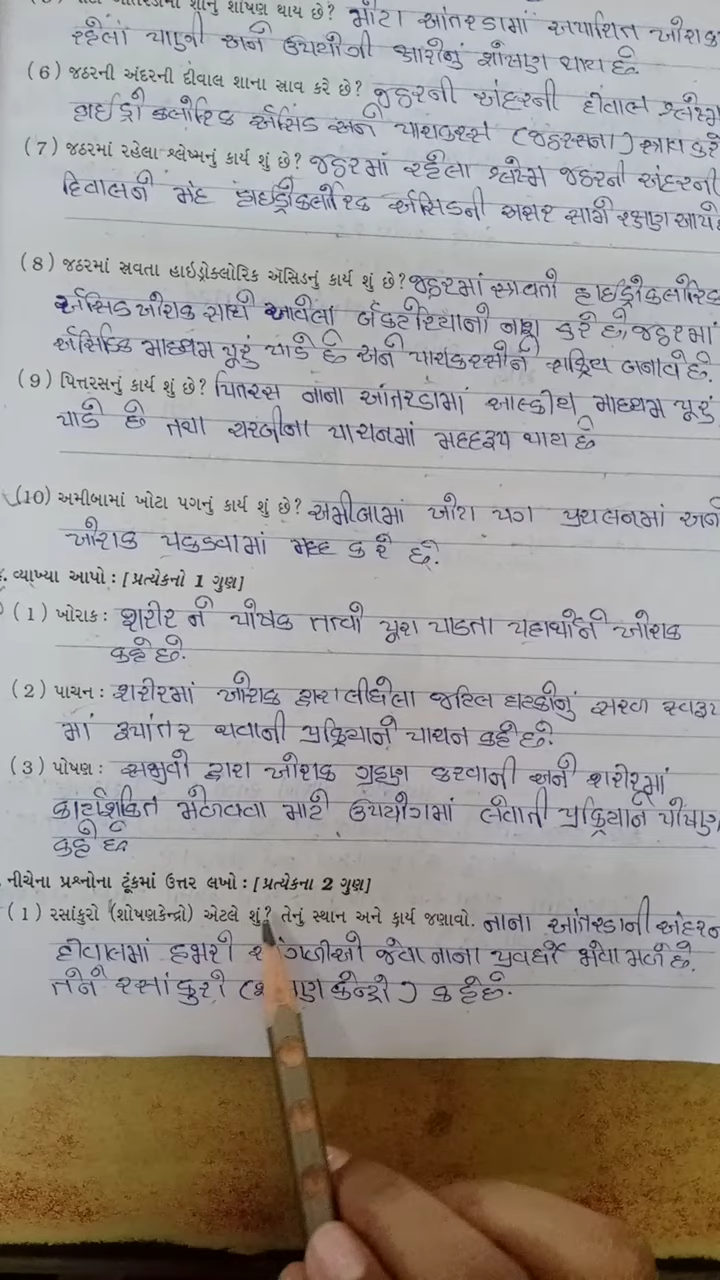 શાનું શોષણ થાય છે? મોટા આંતરડામાં અપાચિત ખોરાક
રહેલાં પાણી અને ઉપયોગી ક્ષારોનું શોષણ થાય છે
(6) જઠરની અંદરની દીવાલ શાના સ્રાવ કરે છે? જઠરની અંદરની દીવાલ શ્લેષ્મ
હાઈડ્રોક્લોરિક ઍસિડ અને પાચકરસ (જઠરરસના) સ્રાવ કરે
(7) જઠરમાં રહેલા શ્લેષ્મનું કાર્ય શું છે? જઠરમાં રહેલા શ્લેષ્મ જઠરની અંદરની
દિવાલને મંદ હાઈડ્રોક્લોરિક ઍસિડની અસર સામે રક્ષણ આપે
(8) જઠરમાં સ્રવતા હાઇડ્રોક્લોરિક ઍસિડનું કાર્ય શું છે? જઠરમાં સ્રાવતો હાઈડ્રોક્લોરિક
ઍસિડ ખોરાક સાથે આવેલા બૅક્ટેરિયાનો નાશ કરે છે, જઠરમાં
ઍસિડિક માધ્યમ પૂરું પાડે છે અને પાચકરસોને સક્રિય બનાવે છે.
(9) પિત્તરસનું કાર્ય શું છે? પિતરસ નાના આંતરડામાં આલ્કીય માધ્યમ પૂરું
પાડે છે તથા ચરબીના પાચનમાં મદદરૂપ થાય છે
(10) અમીબામાં ખોટા પગનું કાર્ય શું છે? અમીબામાં ખોટા પગ પ્રચલનમાં અને
ખોરાક પકડવામાં મદદ કરે છે.
વ્યાખ્યા આપો : [પ્રત્યેકનો 1 ગુણ]
(1) ખોરાક : શરીર ને પોષક તત્વો પૂરા પાડતા પદાર્થોને ખોરાક
કહે છે.
(2) પાચન : શરીરમાં ખોરાક દ્વારા લીધેલા જટિલ ઘટકોનું સરળ સ્વરૂપ
માં રૂપાંતર થવાની પ્રક્રિયાને પાચન કહે છે.
(3) પોષણ : સજીવો દ્વારા ખોરાક ગ્રહણ કરવાની અને શરીરમાં
કાર્યશક્તિ મેળવવા માટે ઉપયોગમાં લેવાતી પ્રક્રિયાને પોષણ
કહે છે
નીચેના પ્રશ્નોના ટૂંકમાં ઉત્તર લખો : [પ્રત્યેકના 2 ગુણ]
(1) રસાંકુરો (શોષણકેન્દ્રો) એટલે શું? તેનું સ્થાન અને કાર્ય જણાવો. નાના આંતરડાની અંદરન
દીવાલમાં હજારો જેવા નાના પ્રવર્ધો જોવા મળે છે.
તેને રસાંકુરો કેન્દ્રો) કહેછે.